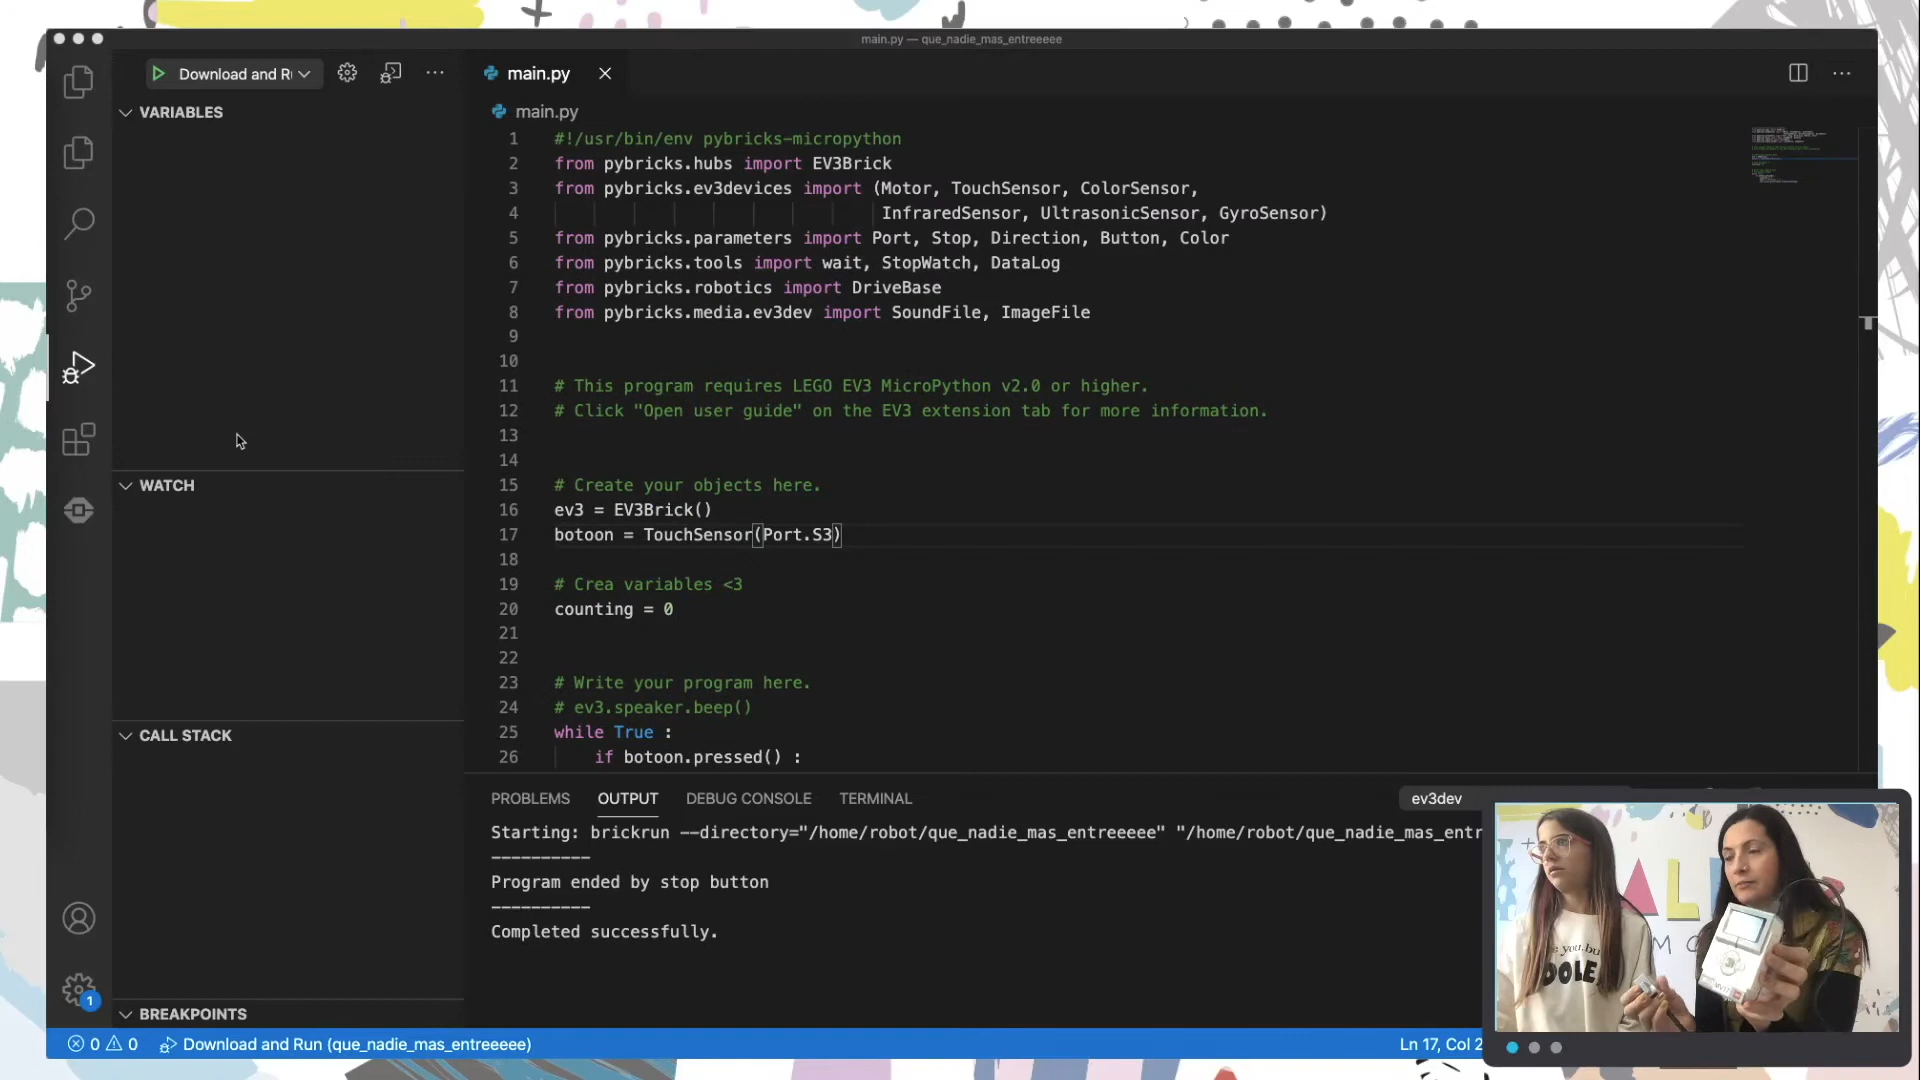 main.py — que_nadie_mas_entreeeee
Download and R
main.py
VARIABLES
main.py
1 #!/usr/bin/env pybricks-micropython
2 from pybricks.hubs import EV3Brick
3 from pybricks.ev3devices import (Motor, TouchSensor, ColorSensor,
4 InfraredSensor, UltrasonicSensor, GyroSensor)
5 from pybricks.parameters import Port, Stop, Direction, Button, Color
6 from pybricks.tools import wait, StopWatch, DataLog
7 from pybricks.robotics import DriveBase
8 from pybricks.media.ev3dev import SoundFile, ImageFile
9
10
11 # This program requires LEGO EV3 MicroPython v2.0 or higher.
12 # Click "Open user guide" on the EV3 extension tab for more information.
13
14
15 # Create your objects here.
16 ev3 = EV3Brick()
17 botoon = TouchSensor(Port.S3)
18
19 # Crea variables <3
20 counting = 0
21
22
23 # Write your program here.
24 # ev3.speaker.beep()
25 while True :
26 if botoon.pressed() :
WATCH
CALL STACK
BREAKPOINTS
PROBLEMS OUTPUT DEBUG CONSOLE TERMINAL
ev3dev
Starting: brickrun --directory="/home/robot/que_nadie_mas_entreeeee" "/home/robot/que_nadie_mas_entr
----------
Program ended by stop button
----------
Completed successfully.
1
0 0 Download and Run (que_nadie_mas_entreeeee)
Ln 17, Col 2
AL